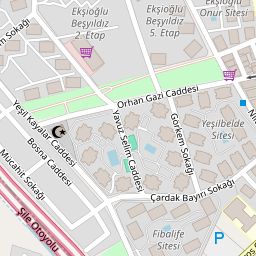 Ekşioğlu
Beşyıldız
2. Etap
Ekşioğlu
Beşyıldız
5. Etap
Ekşioğlu
Onur Sitesi
Orhan Gazi Caddesi
Yeşil Kayalar Caddesi
Yavuz Selim Caddesi
Görkem Sokağı
Yeşilbelde
Sitesi
Bosna Caddesi
Mücahit Sokağı
Çardak Bayırı Sokağı
Şile Otoyolu
Fibalife
Sitesi
P